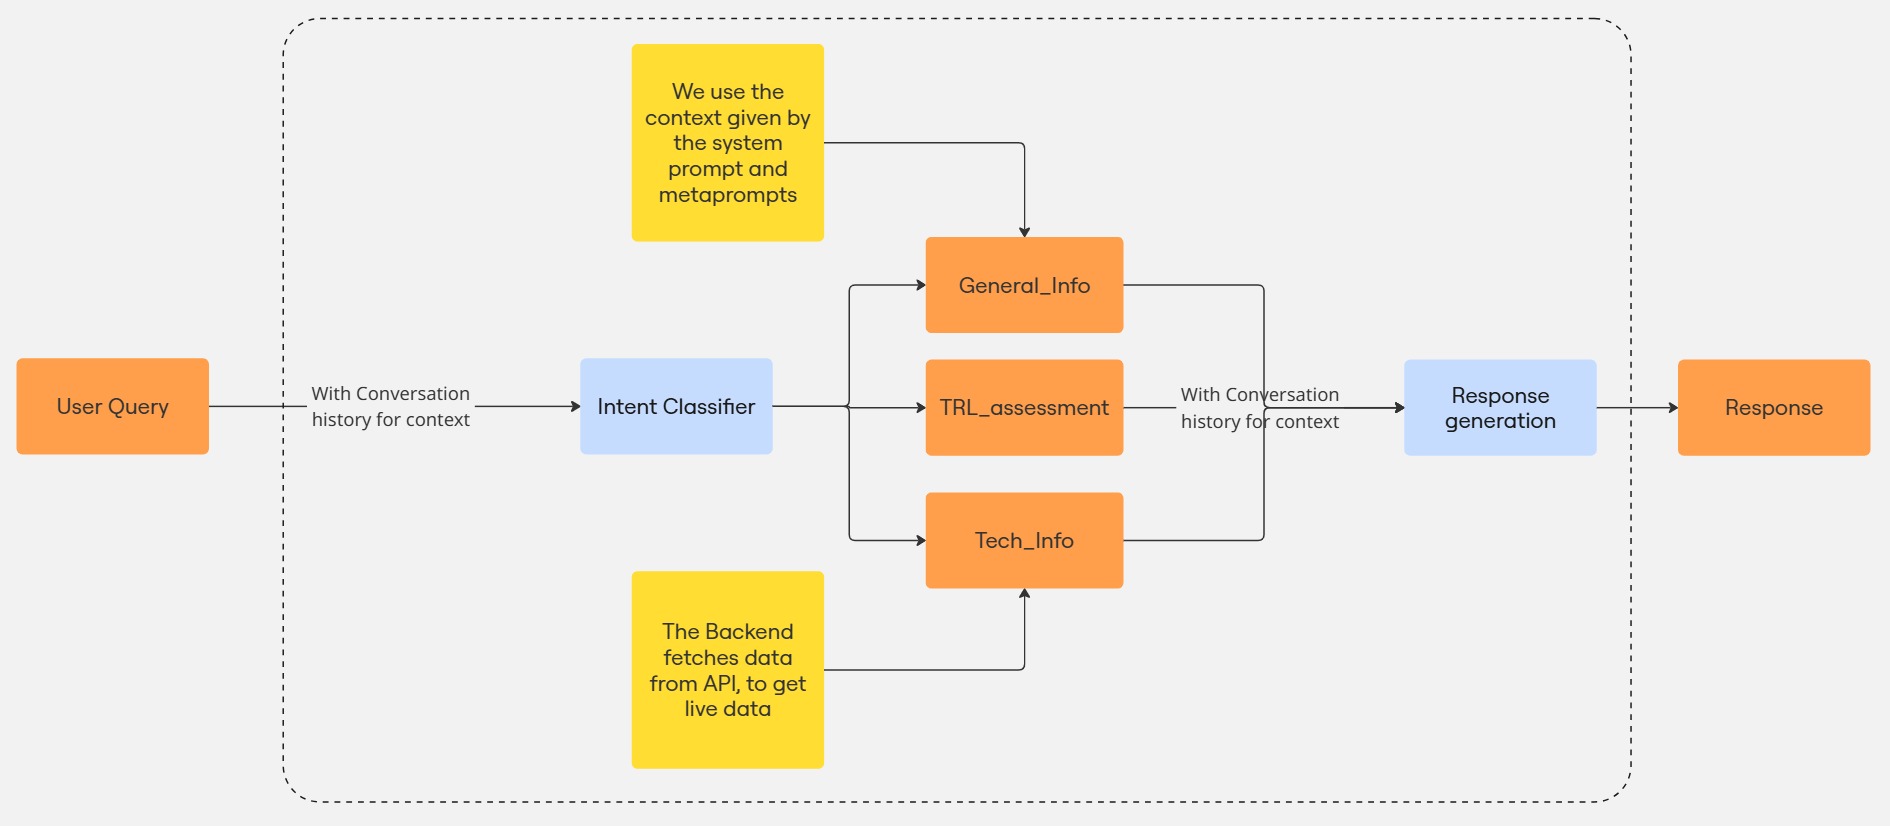 We use the
context given by
the system
prompt and
metaprompts
General_Info
User Query
With Conversation
history for context
Intent Classifier
TRL_assessment
With Conversation
history for context
Response
generation
Response
Tech_Info
The Backend
fetches data
from API, to get
live data